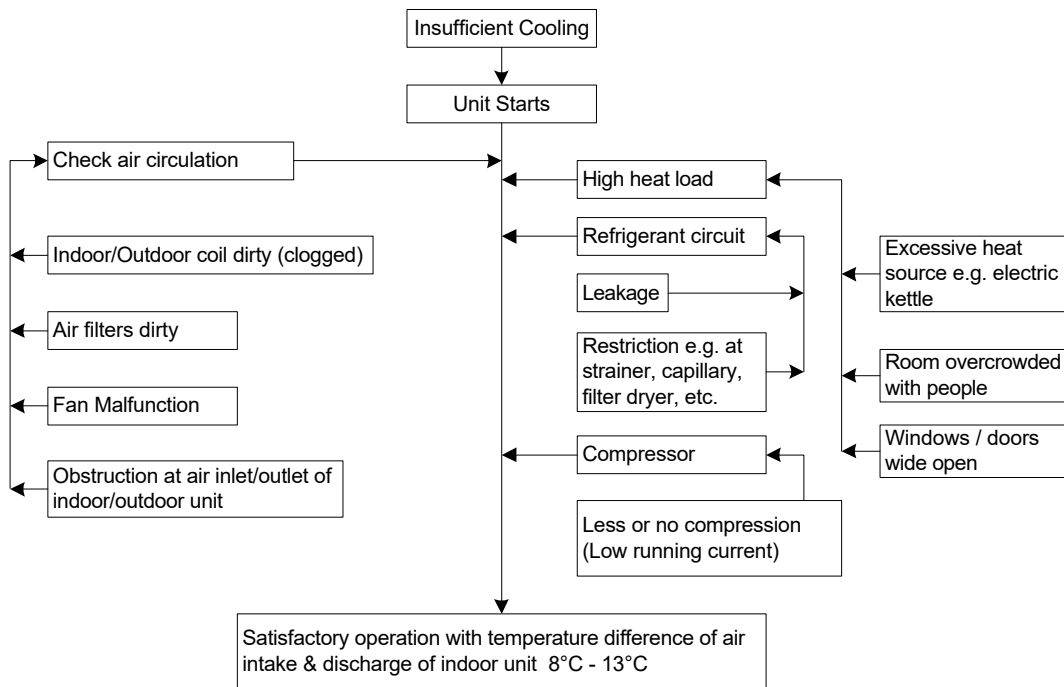 Insufficient Cooling
Unit Starts
Check air circulation
Indoor/Outdoor coil dirty (clogged)
Air filters dirty
Fan Malfunction
Obstruction at air inlet/outlet of
indoor/outdoor unit
High heat load
Refrigerant circuit
Leakage
Restriction e.g. at
strainer, capillary,
filter dryer, etc.
Compressor
Less or no compression
(Low running current)
Excessive heat
source e.g. electric
kettle
Room overcrowded
with people
Windows / doors
wide open
Satisfactory operation with temperature difference of air
intake & discharge of indoor unit 8°C - 13°C